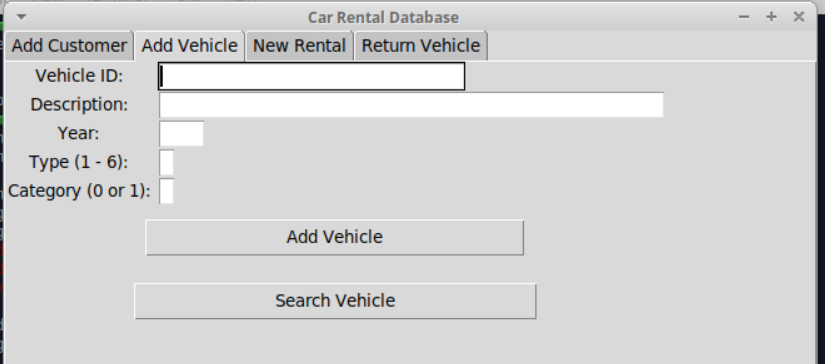 Car Rental Database
Add Customer Add Vehicle New Rental Return Vehicle
Vehicle ID:
Description:
Year:
Type (1 - 6):
Category (0 or 1):
Add Vehicle
Search Vehicle